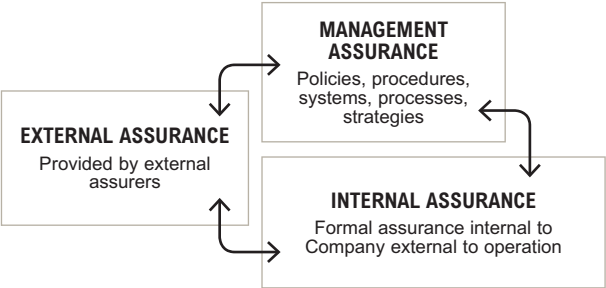 MANAGEMENT
ASSURANCE
Policies, procedures,
systems, processes,
strategies
EXTERNAL ASSURANCE
Provided by external
assurers
INTERNAL ASSURANCE
Formal assurance internal to
Company external to operation